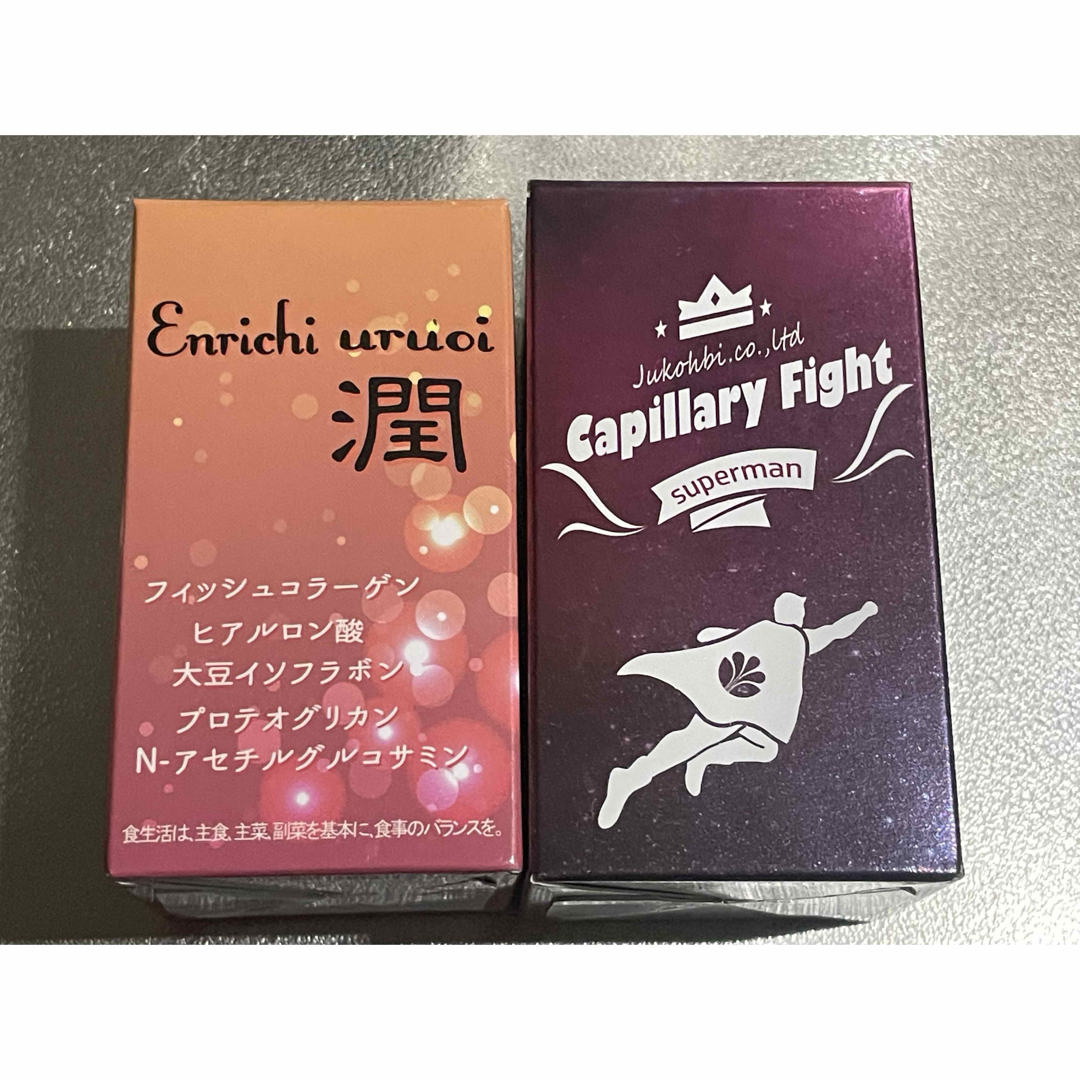 Enrichi uruoi
潤
フィッシュコラーゲン
ヒアルロン酸
大豆イソフラボン
プロテオグリカン
N-アセチルグルコサミン
食生活は、主食、主菜、副菜を基本に、食事のバランスを。
Jukohbi.co.,ltd
Capillary Fight
superman